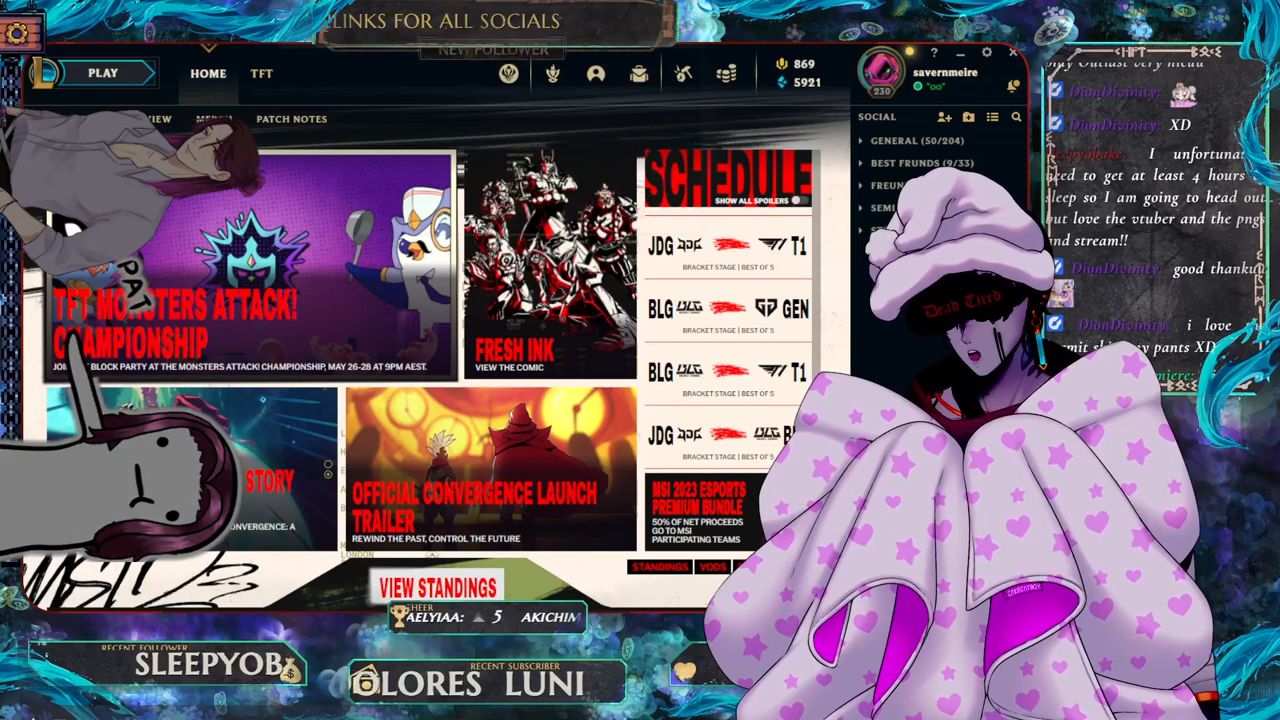 LINKS FOR ALL SOCIALS
NEW FOLLOWER
PLAY
HOME
TFT
869
5921
230
savernmeire
"oo"
SOCIAL
GENERAL (50/204)
BEST FRUNDS (9/33)
PATCH NOTES
PAT
TFT MONSTERS ATTACK!
CHAMPIONSHIP
BLOCK PARTY AT THE MONSTERS ATTACK! CHAMPIONSHIP, MAY 26-28 AT 9PM AEST.
FRESH INK
VIEW THE COMIC
SCHEDULE
SHOW ALL SPOILERS
JDG T1
BRACKET STAGE | BEST OF 5
BLG GEN
BRACKET STAGE | BEST OF 5
BLG T1
BRACKET STAGE | BEST OF 5
JDG
BRACKET STAGE | BEST OF 5
STORY
CONVERGENCE: A
OFFICIAL CONVERGENCE LAUNCH
TRAILER
REWIND THE PAST, CONTROL THE FUTURE
MSI 2023 ESPORTS
PREMIUM BUNDLE
50% OF NET PROCEEDS
GO TO MSI
PARTICIPATING TEAMS
LONDON
STANDINGS VODS
VIEW STANDINGS
Dead Tired
DionDivinity:
DionDivinity: XD
I unfortunat
need to get at least 4 hours
sleep so I am going to head out
but love the vtuber and the pngs
and stream!!
DionDivinity: good thanku
DionDivinity: i love
pants XD
CHEER
AELYIAA: 5 AKICHIM
RECENT FOLLOWER
SLEEPYOB
RECENT SUBSCRIBER
LORES LUNI